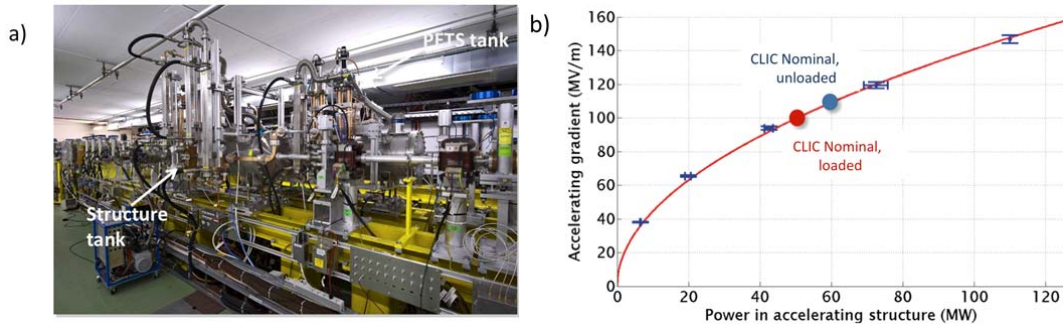 a)
PETS tank
Structure
tank
b)
Accelerating gradient (MV/m)
160
140
120
100
80
60
40
20
0
CLIC Nominal,
unloaded
CLIC Nominal,
loaded
0
20
40
60
80
100
120
Power in accelerating structure (MW)